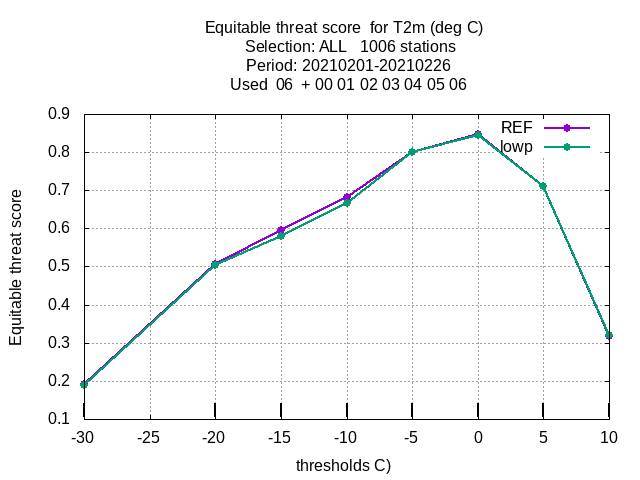 Equitable threat score  for T2m (deg C)
Selection: ALL   1006 stations
Period: 20210201-20210226
Used  06  + 00 01 02 03 04 05 06
REF
lowp
0.9
0.8
0.7
0.6
0.5
0.4
0.3
0.2
0.1
Equitable threat score
-30 -25 -20 -15 -10 -5 0 5 10
thresholds C)